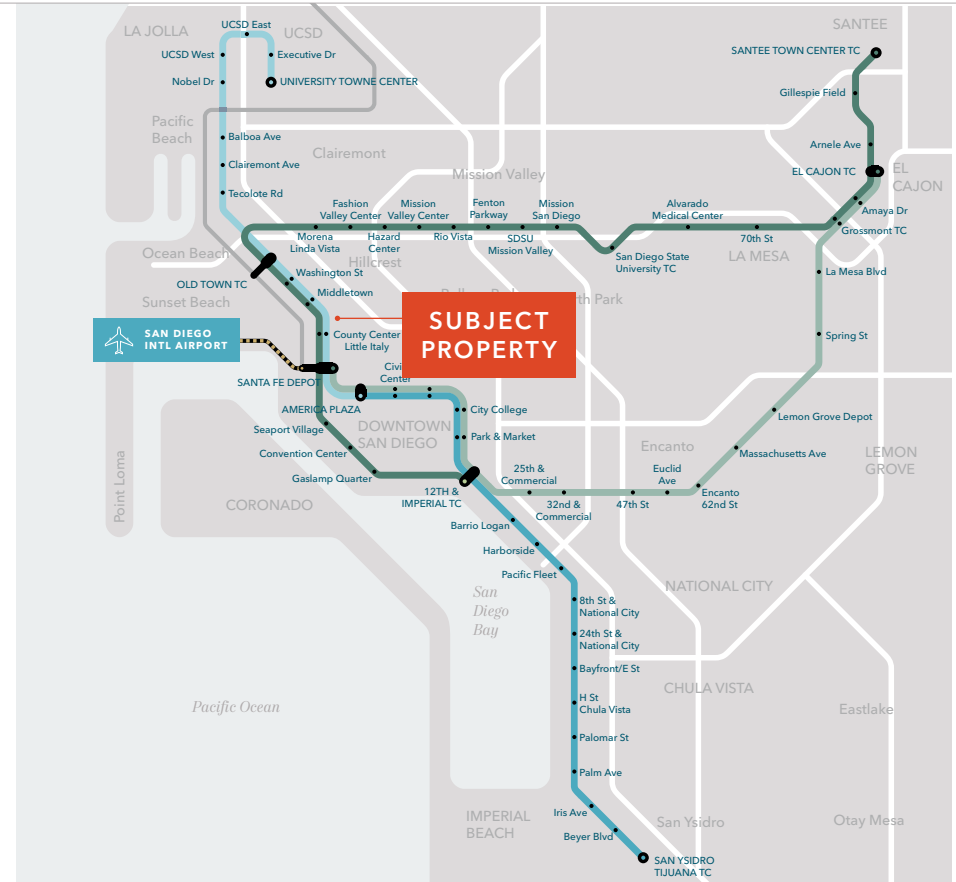 LA JOLLA
UCSD East
UCSD
SANTEE
UCSD West
Executive Dr
SANTEE TOWN CENTER TC
Nobel Dr
UNIVERSITY TOWNE CENTER
Gillespie Field
Pacific
Beach
Balboa Ave
Clairemont
Arnele Ave
Clairemont Ave
Mission Valley
EL CAJON TC
EL
CAJON
Tecolote Rd
Fashion
Valley Center
Mission
Valley Center
Fenton
Parkway
Mission
San Diego
Alvarado
Medical Center
Amaya Dr
Grossmont TC
Morena
Linda Vista
Hazard
Center
Rio Vista
SDSU
Mission Valley
70th St
San Diego State
University TC
LA MESA
Ocean Beach
Hillcrest
Washington St
La Mesa Blvd
OLD TOWN TC
Middletown
Sunset Beach
Park
SUBJECT
PROPERTY
SAN DIEGO
INTL AIRPORT
County Center
Little Italy
Spring St
SANTA FE DEPOT
Center
AMERICA PLAZA
City College
Lemon Grove Depot
Seaport Village
DOWNTOWN
SAN DIEGO
Park & Market
Encanto
Convention Center
Massachusetts Ave
LEMON
GROVE
Gaslamp Quarter
25th &
Commercial
Euclid
Ave
12TH &
IMPERIAL TC
32nd &
Commercial
47th St
Encanto
62nd St
Point Loma
CORONADO
Barrio Logan
Harborside
Pacific Fleet
San
Diego
Bay
NATIONAL CITY
8th St &
National City
24th St &
National City
Bayfront/E St
CHULA VISTA
H St
Chula Vista
Pacific Ocean
Eastlake
Palomar St
Palm Ave
Iris Ave
IMPERIAL
BEACH
San Ysidro
Otay Mesa
Beyer Blvd
SAN YSIDRO
TIJUANA TC